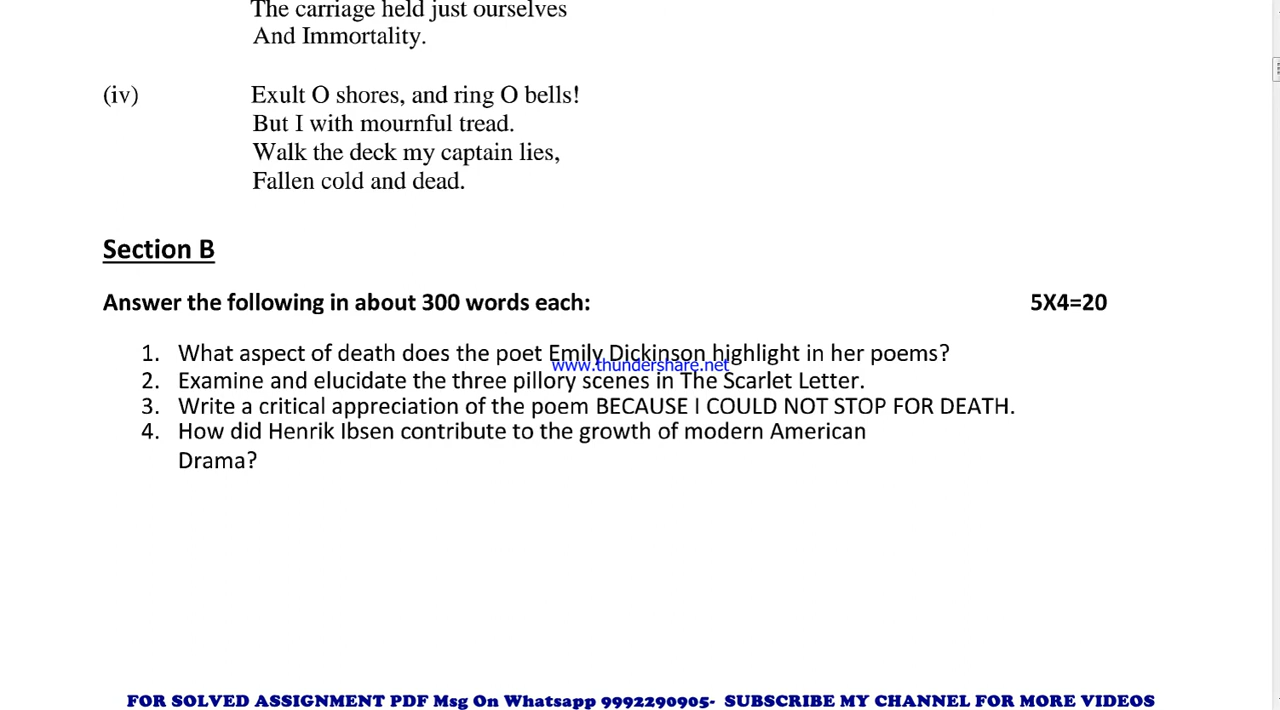 The carriage held just ourselves
And Immortality.
(iv) Exult O shores, and ring O bells!
But I with mournful tread.
Walk the deck my captain lies,
Fallen cold and dead.
Section B
Answer the following in about 300 words each: 5X4=20
1. What aspect of death does the poet Emily Dickinson highlight in her poems?
www.thundershare.net
2. Examine and elucidate the three pillory scenes in The Scarlet Letter.
3. Write a critical appreciation of the poem BECAUSE I COULD NOT STOP FOR DEATH.
4. How did Henrik Ibsen contribute to the growth of modern American
Drama?
FOR SOLVED ASSIGNMENT PDF Msg On Whatsapp 9992290905- SUBSCRIBE MY CHANNEL FOR MORE VIDEOS